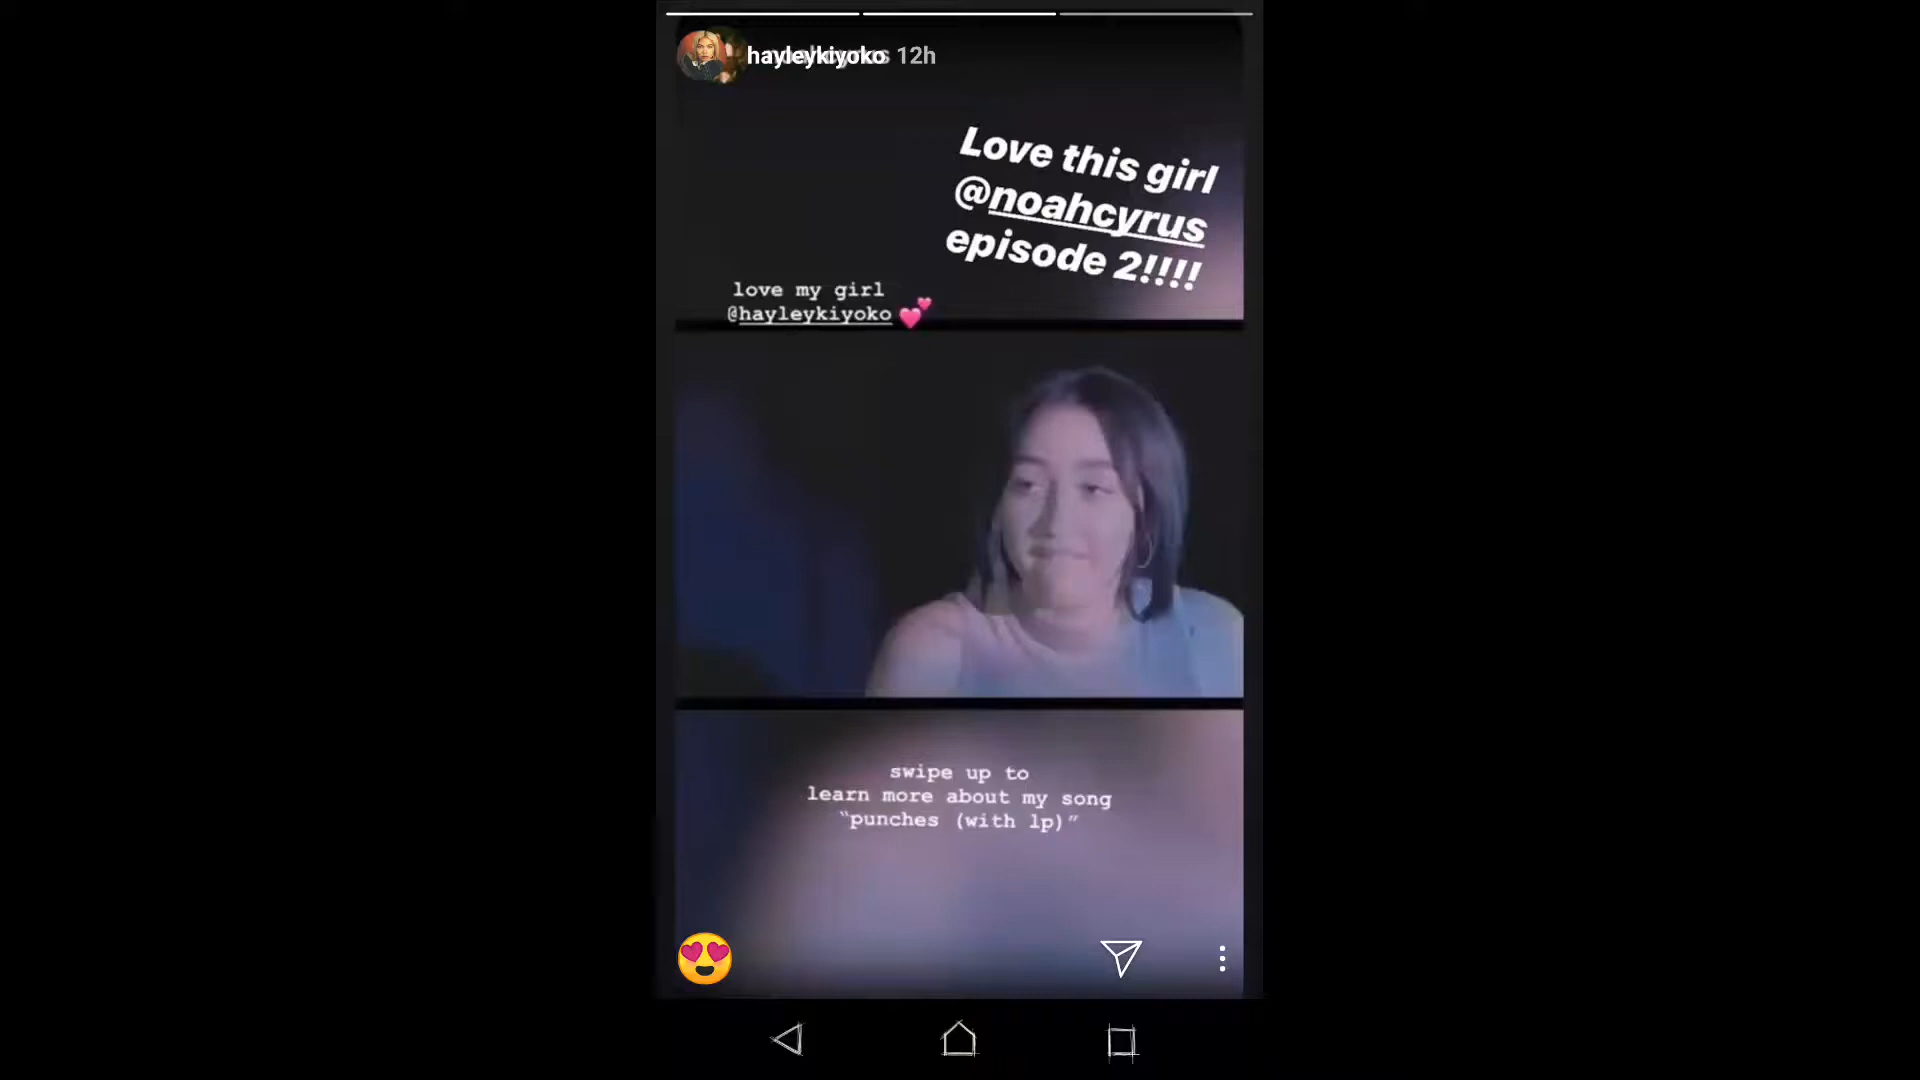 hayleykiyoko 12h
Love this girl
@noahcyrus
episode 2!!!!
love my girl
@hayleykiyoko
swipe up to
learn more about my song
“punches (with lp)”